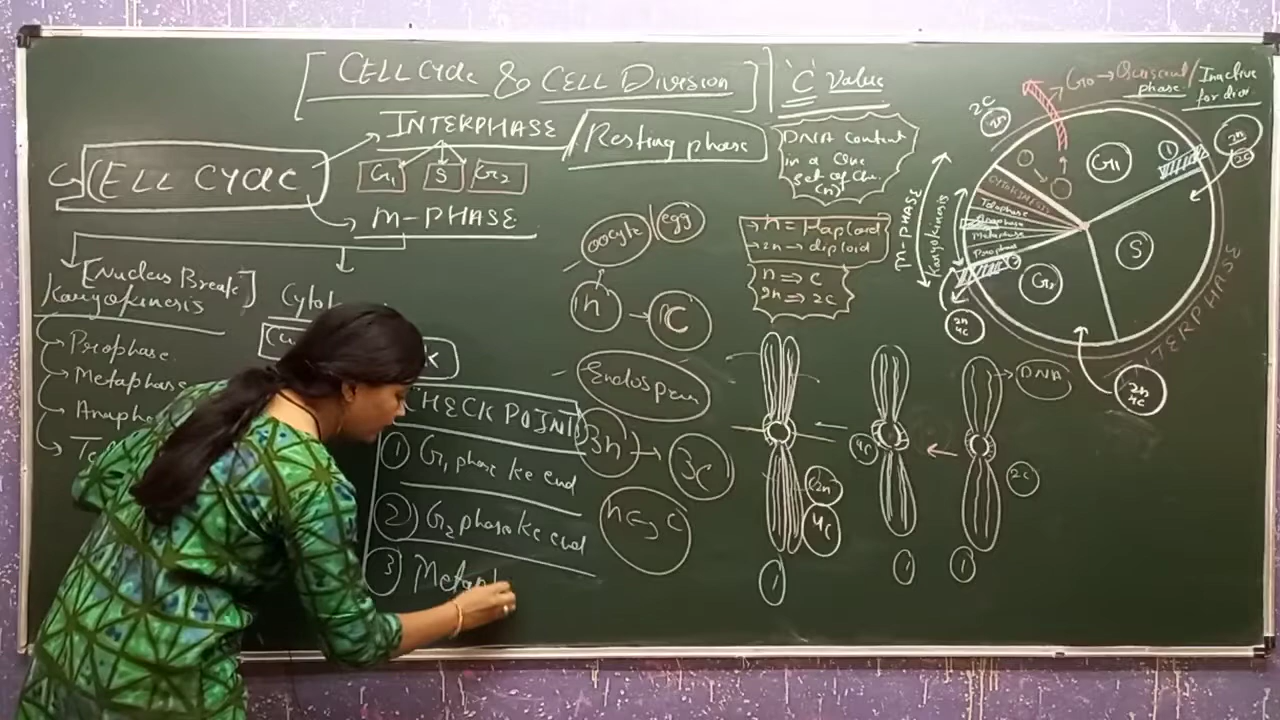 CELL CYCLE & CELL DIVISION
'C' Value
INTERPHASE / Resting phase
G1 S G2
CELL CYCLE
M-PHASE
[Nucleus Break]
Karyokinesis
Prophase
Metaphase
CHECK POINT
① G1 phase ke end
② G2 phase ke end
③ Metap
oocyte/egg
n → C
Endosperm
3n → 3C
DNA Content
in a One
set of Chr.
(n)
→ n = Haploid
→ 2n → diploid
n ⇒ C
2n ⇒ 2C
2n
4C
1
4C
1
→ DNA
2C
1
2C
2n
G0 →
phase
/ Inactive
for div.
G1
1
2n
2C
S
G2
2
2n
4C
2n
4C
CYTOKINESIS
Telophase
Anaphase
Metaphase
Prophase
M-PHASE
Karyokinesis
INTERPHASE